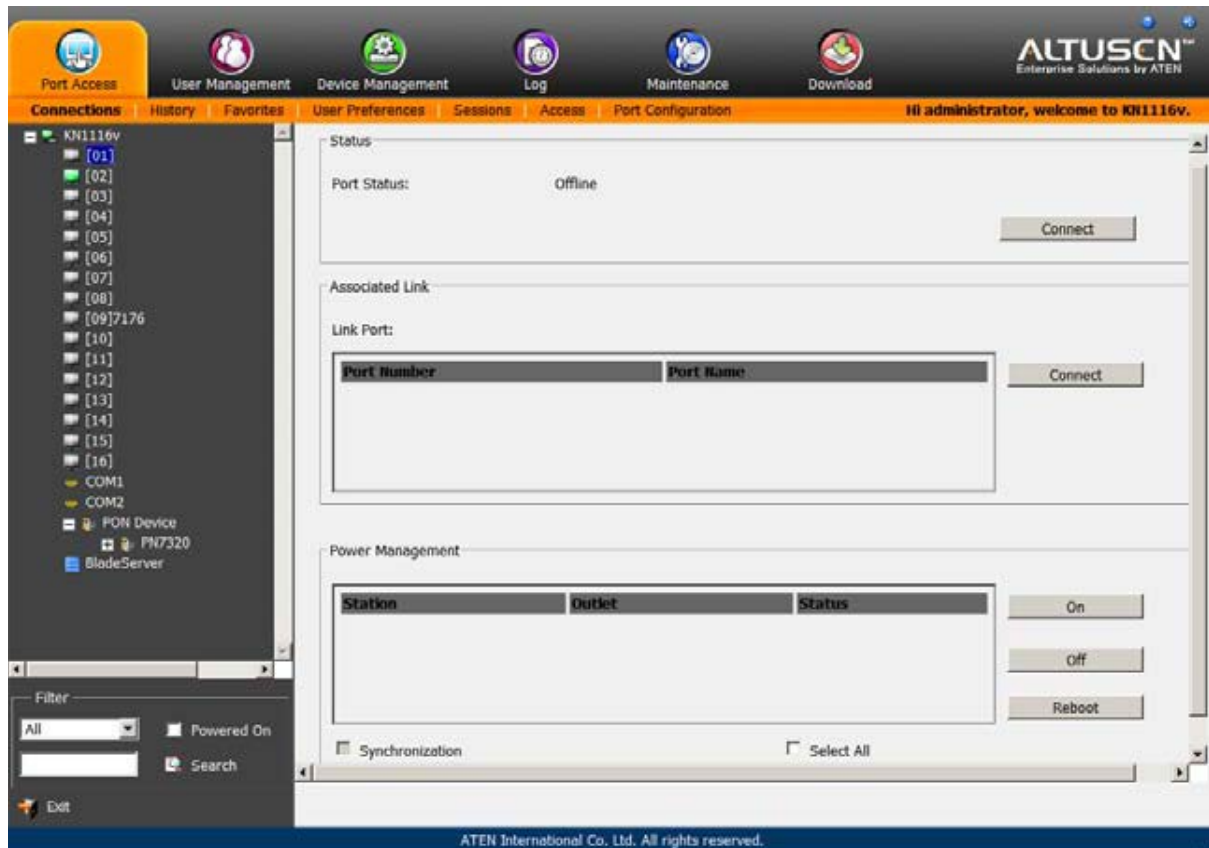 ALTUSEN™
Enterprise Solutions by ATEN
Port Access
User Management
Device Management
Log
Maintenance
Download
Connections
History
Favorites
User Preferences
Sessions
Access
Port Configuration
Hi administrator, welcome to KN1116v.
KN1116v
[01]
[02]
[03]
[04]
[05]
[06]
[07]
[08]
[09]7176
[10]
[11]
[12]
[13]
[14]
[15]
[16]
COM1
COM2
PON Device
PN7320
BladeServer
Filter
All
Powered On
Search
Exit
Status
Port Status: Offline
Connect
Associated Link
Link Port:
Port Number Port Name
Connect
Power Management
Station Outlet Status
On
Off
Reboot
Synchronization
Select All
ATEN International Co. Ltd. All rights reserved.